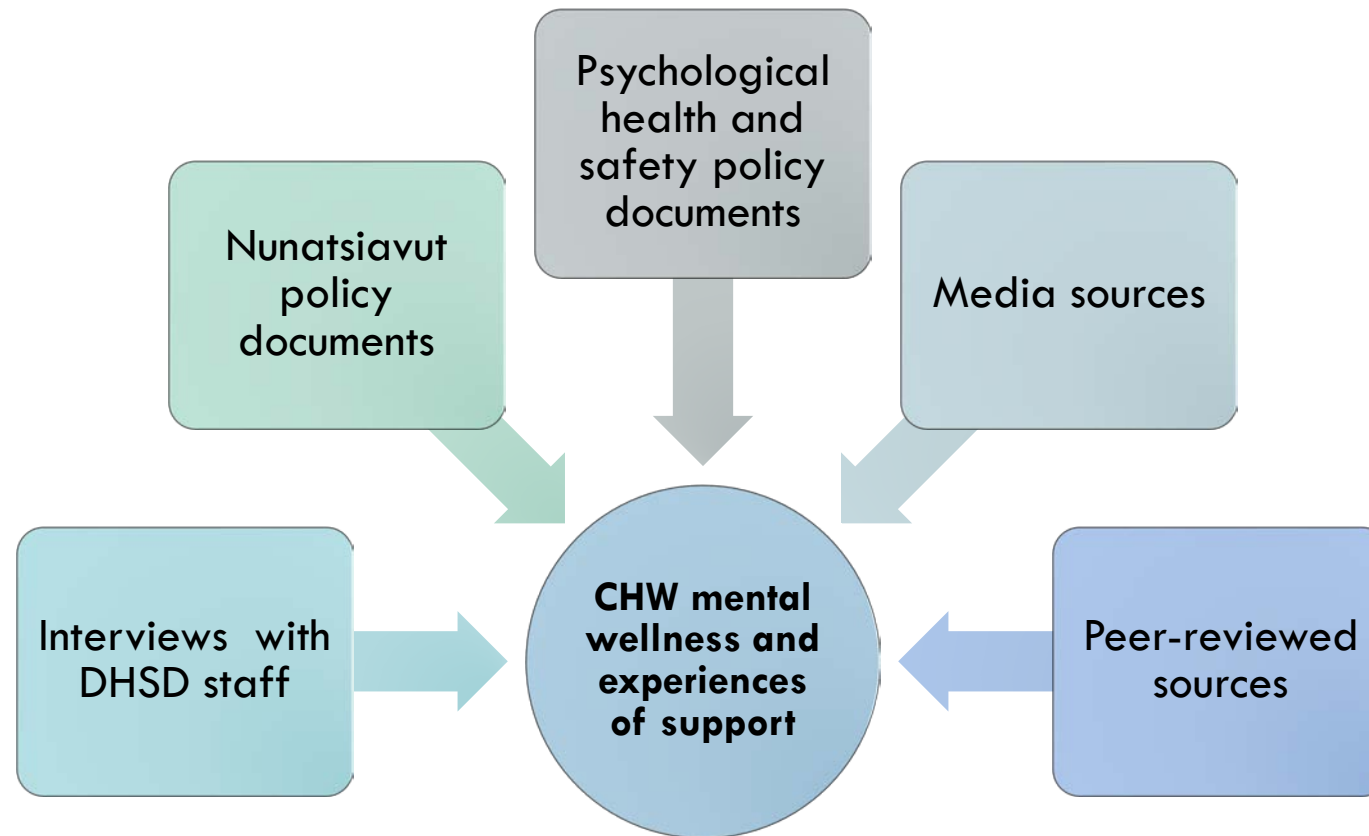 Psychological
health and
safety policy
documents
Nunatsiavut
policy
documents
Media sources
Interviews with
DHSD staff
CHW mental
wellness and
experiences
of support
Peer-reviewed
sources